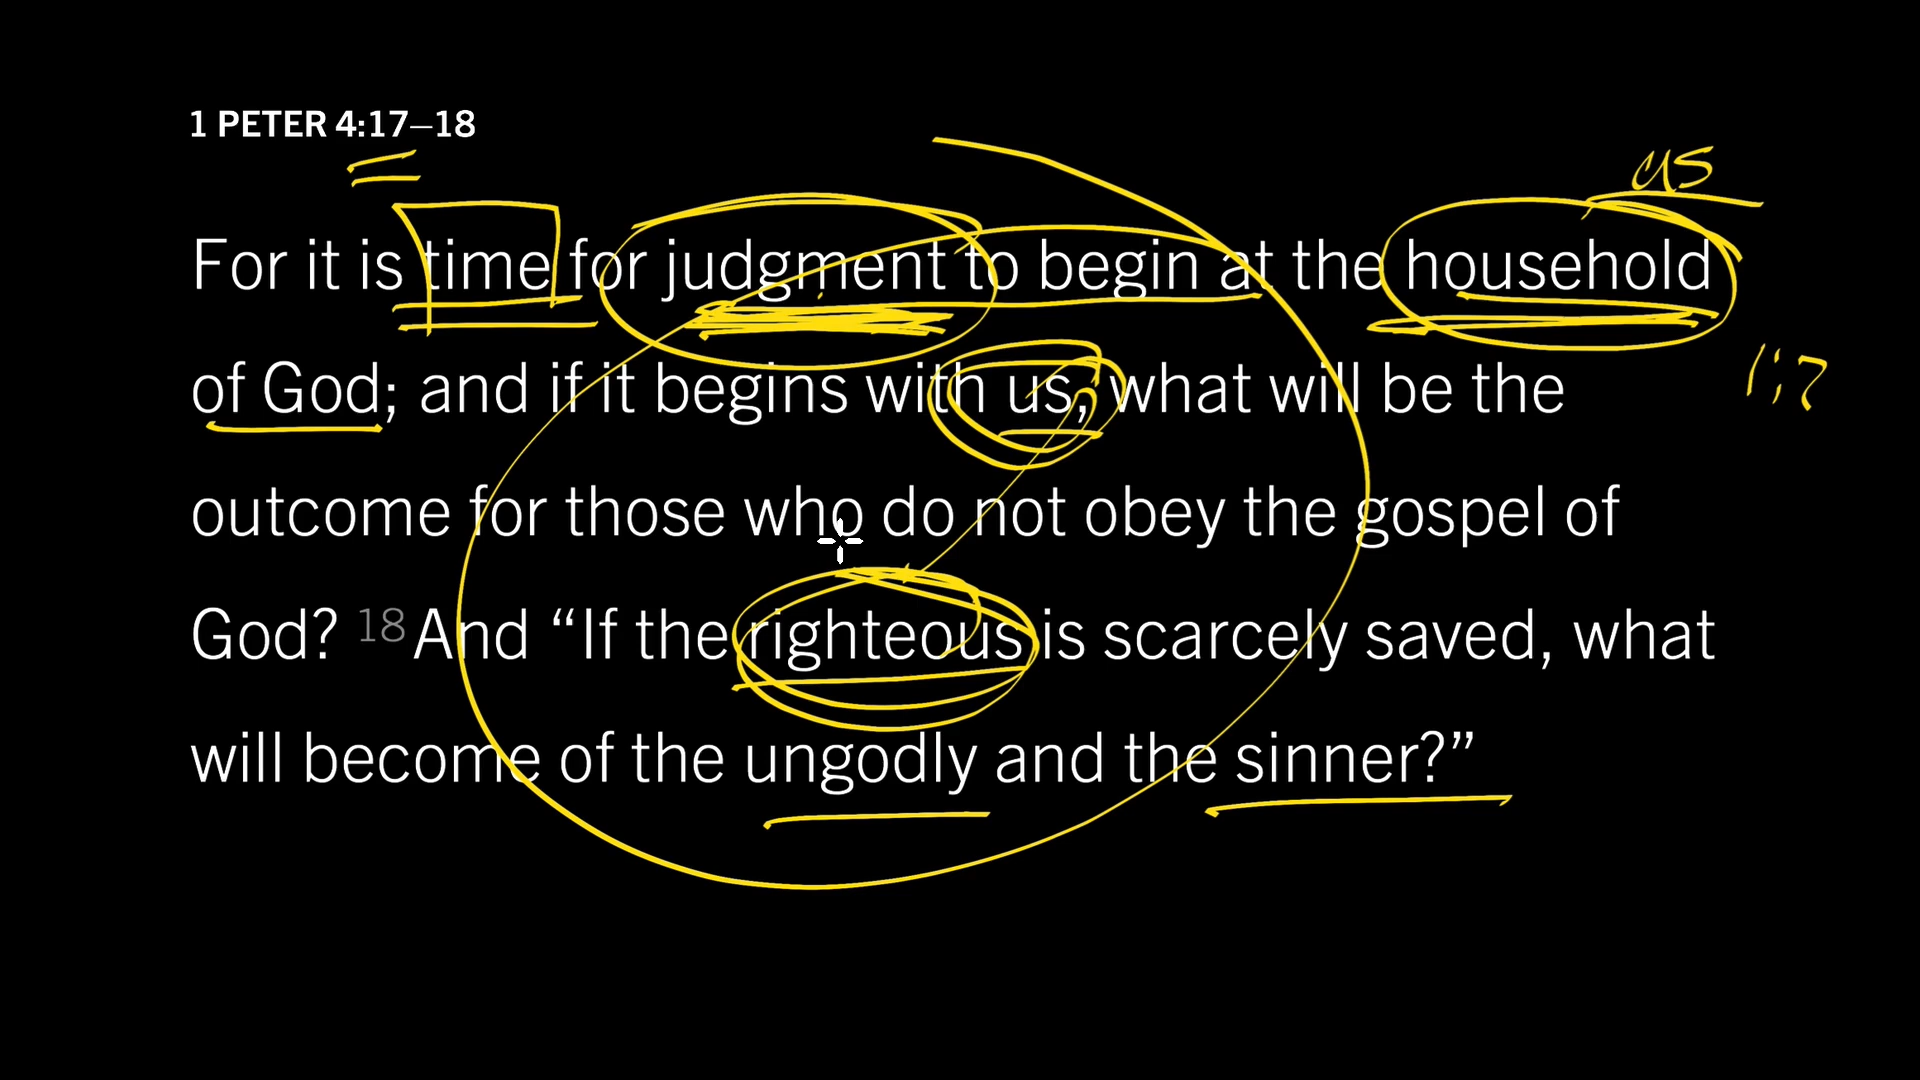 1 PETER 4:17–18
us
For it is time for judgment to begin at the household
of God; and if it begins with us, what will be the
1:7
outcome for those who do not obey the gospel of
God? 18 And “If the righteous is scarcely saved, what
will become of the ungodly and the sinner?”